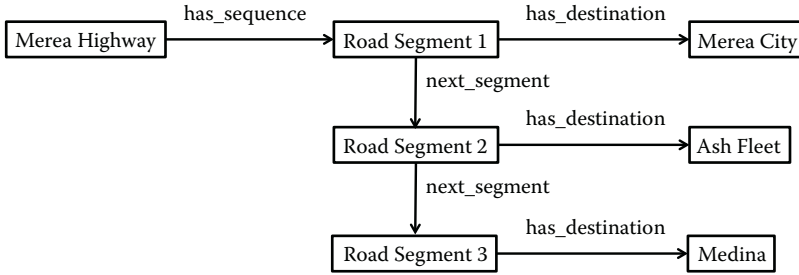 has_sequence
has_destination
Merea Highway
Road Segment 1
Merea City
next_segment
has_destination
Road Segment 2
Ash Fleet
next_segment
has_destination
Road Segment 3
Medina